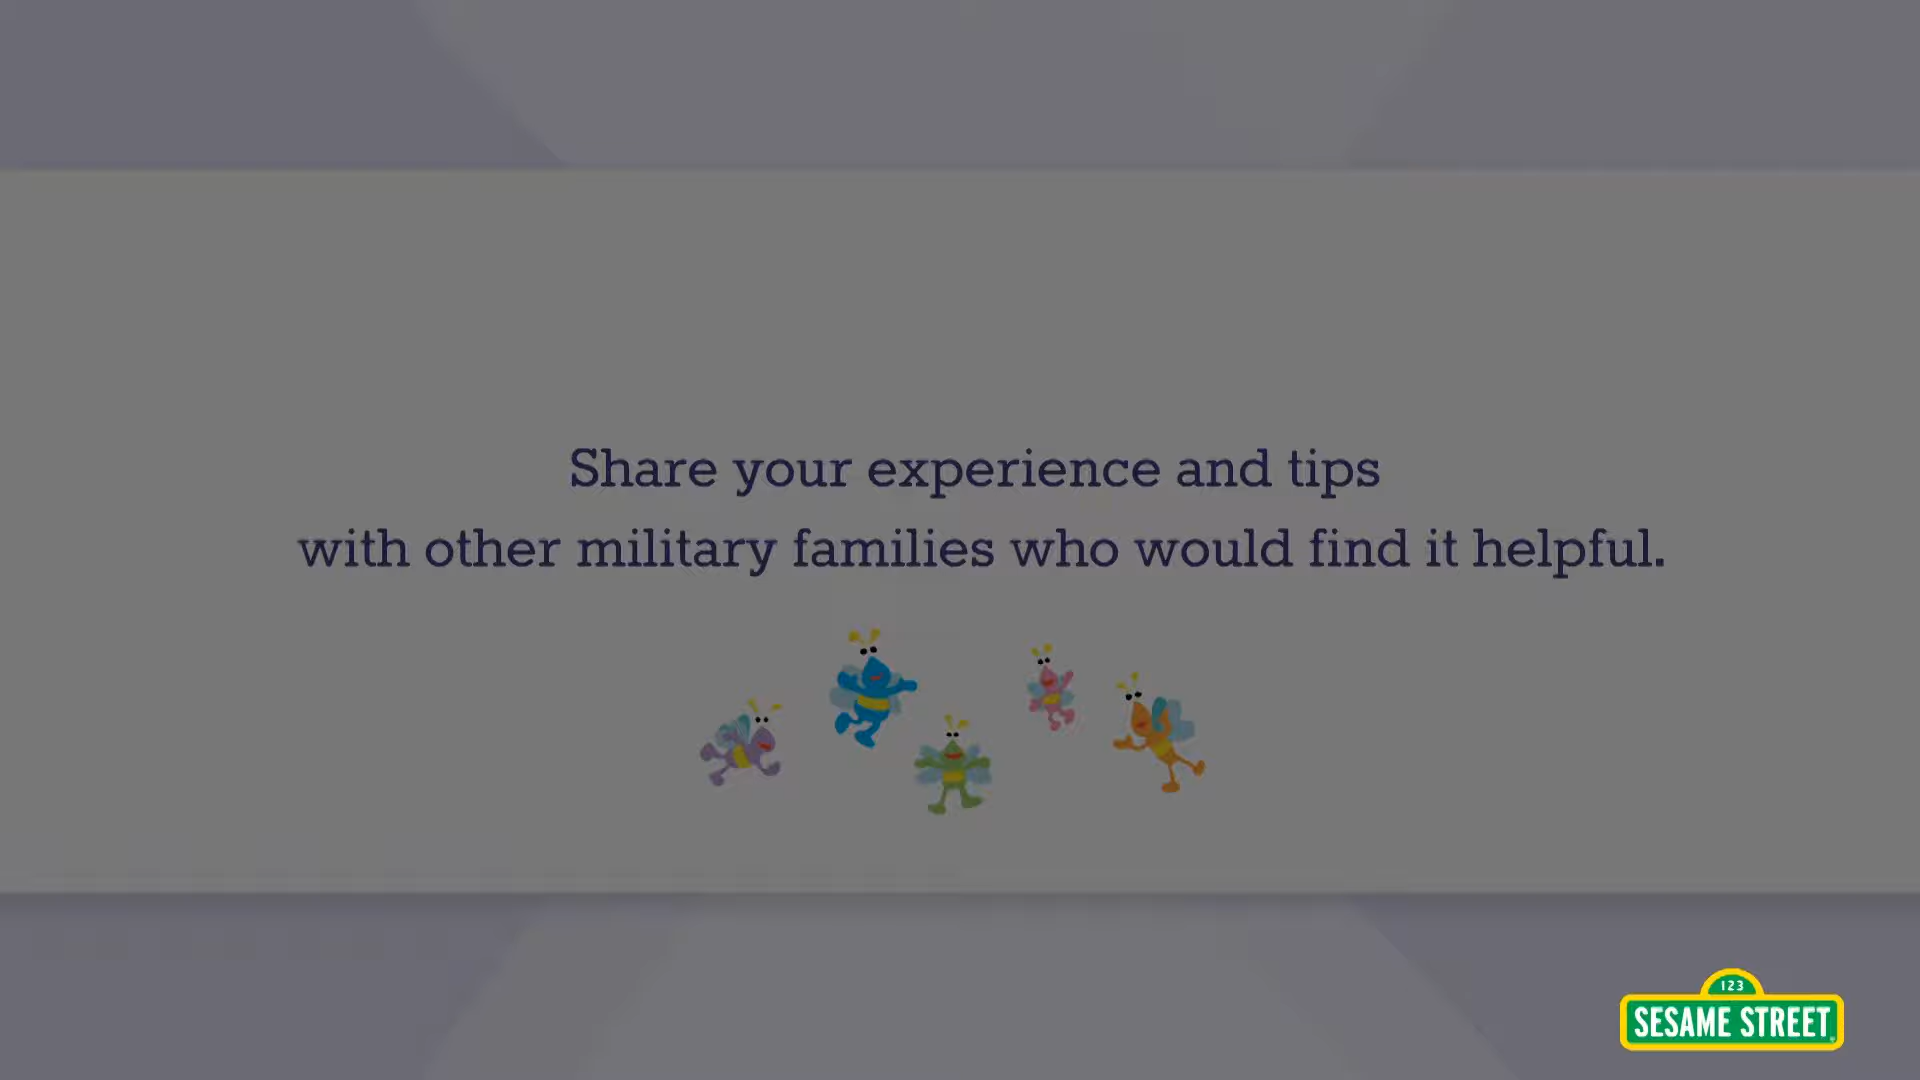 Share your experience and tips
with other military families who would find it helpful.
123
SESAME STREET